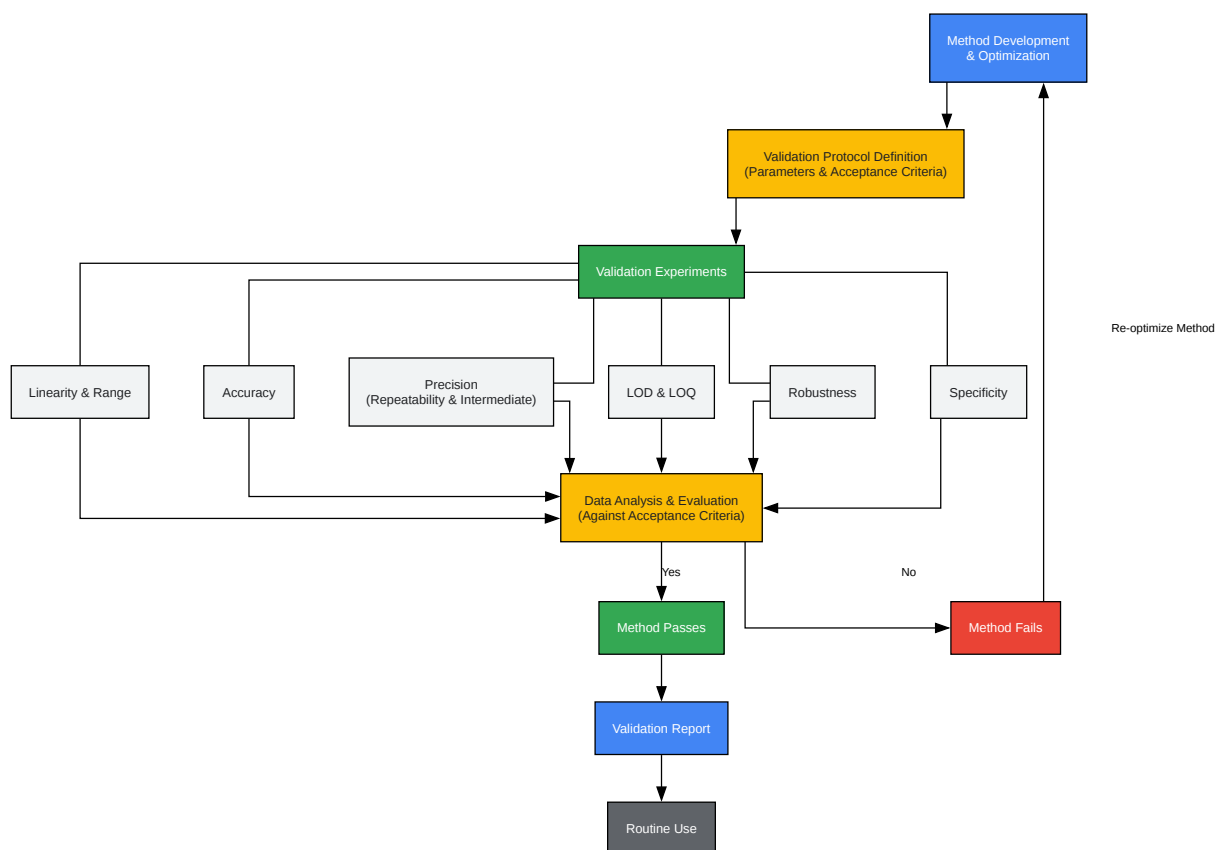 Method Development
& Optimization
Validation Protocol Definition
(Parameters & Acceptance Criteria)
Validation Experiments
Re-optimize Method
Linearity & Range
Accuracy
Precision
(Repeatability & Intermediate)
LOD & LOQ
Robustness
Specificity
Data Analysis & Evaluation
(Against Acceptance Criteria)
Yes
No
Method Passes
Method Fails
Validation Report
Routine Use